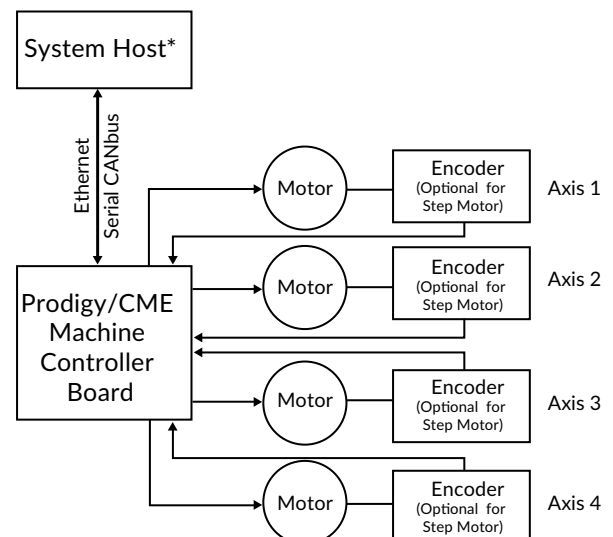 System Host*
Ethernet
Serial CANbus
Motor
Encoder
(Optional for
Step Motor)
Axis 1
Prodigy/CME
Machine
Controller
Board
Motor
Encoder
(Optional for
Step Motor)
Axis 2
Motor
Encoder
(Optional for
Step Motor)
Axis 3
Motor
Encoder
(Optional for
Step Motor)
Axis 4